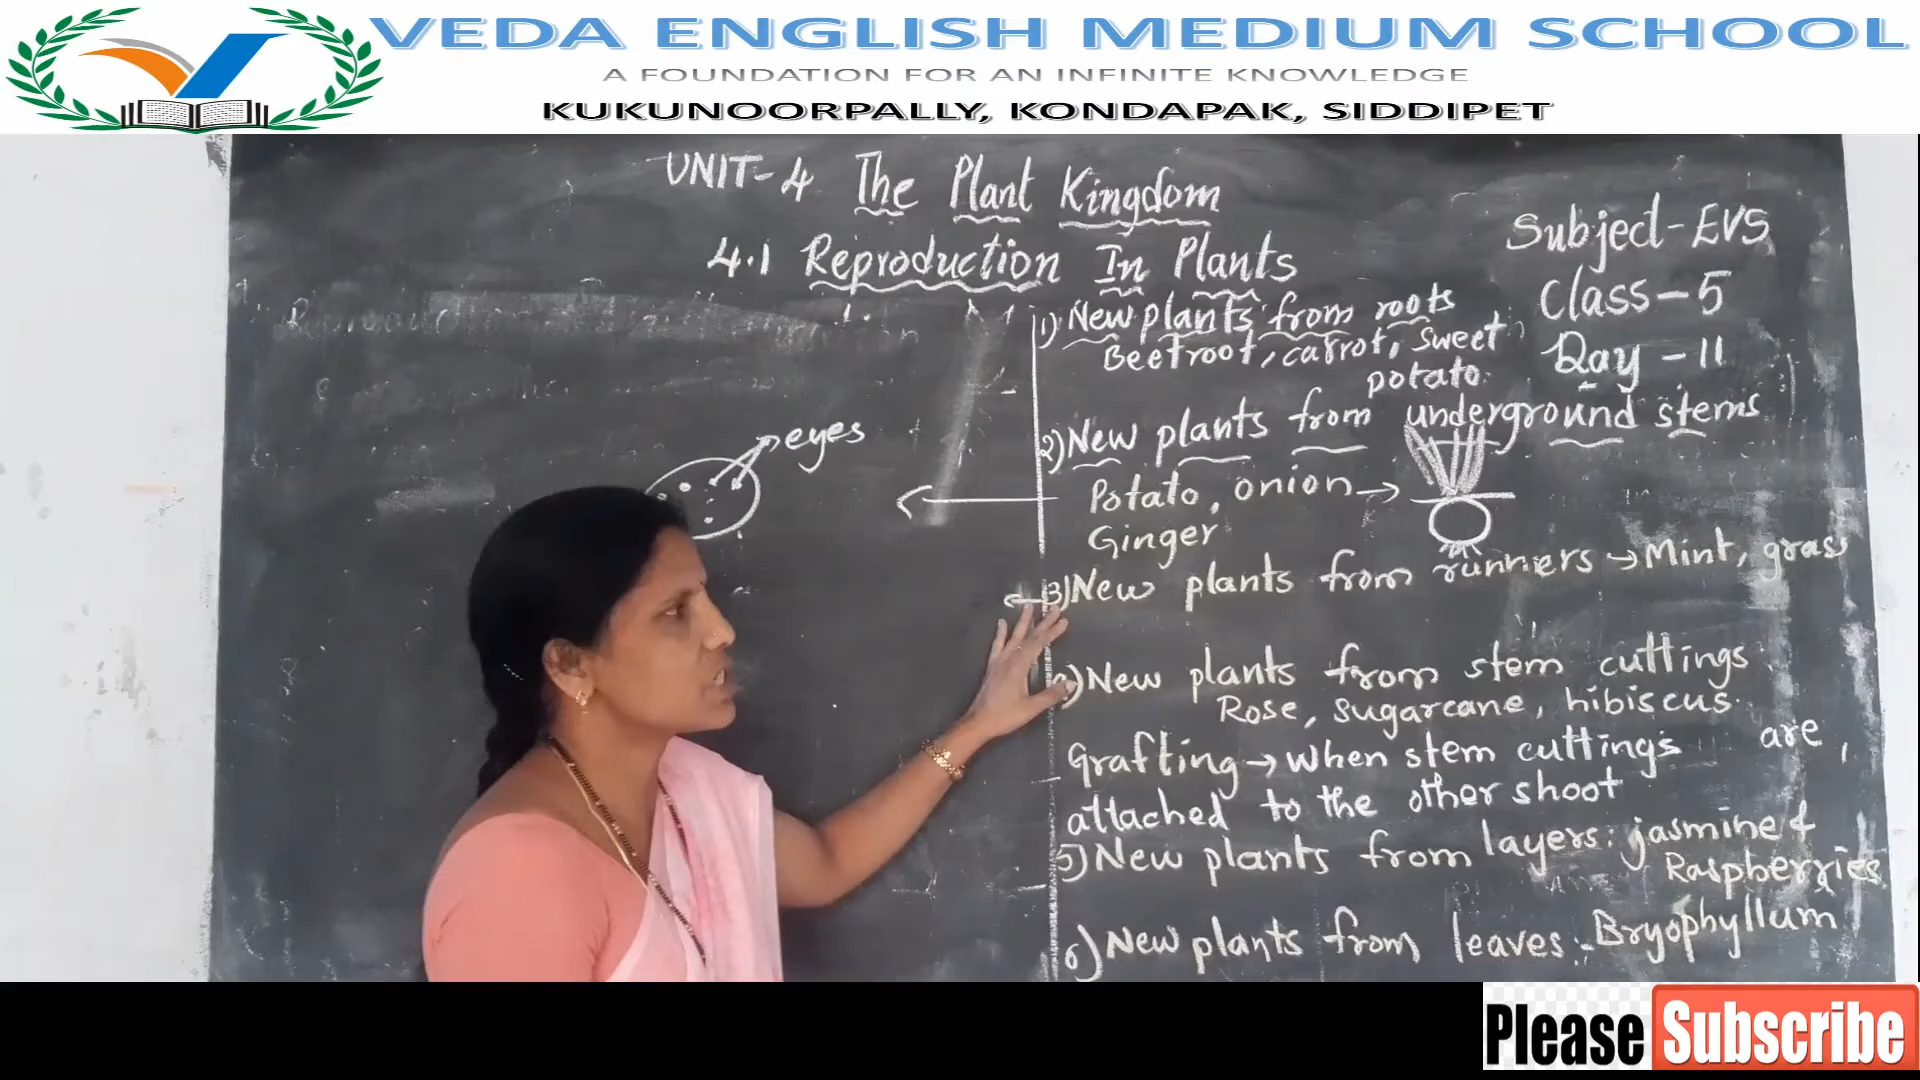 VEDA ENGLISH MEDIUM SCHOOL
A FOUNDATION FOR AN INFINITE KNOWLEDGE
KUKUNOORPALLY, KONDAPAK, SIDDIPET
UNIT-4 The Plant Kingdom
4.1 Reproduction In Plants
Subject-EVS
Class-5
Day-11
eyes
1) New plants from roots
Beetroot, carrot, sweet
potato.
2) New plants from underground stems
Potato, onion→
Ginger
3) New plants from runners → Mint, grass
New plants from stem cuttings
Rose, sugarcane, hibiscus.
Grafting → when stem cuttings are
attached to the other shoot
5) New plants from layers: jasmine &
Raspberries
6) New plants from leaves:- Bryophyllum
Please Subscribe